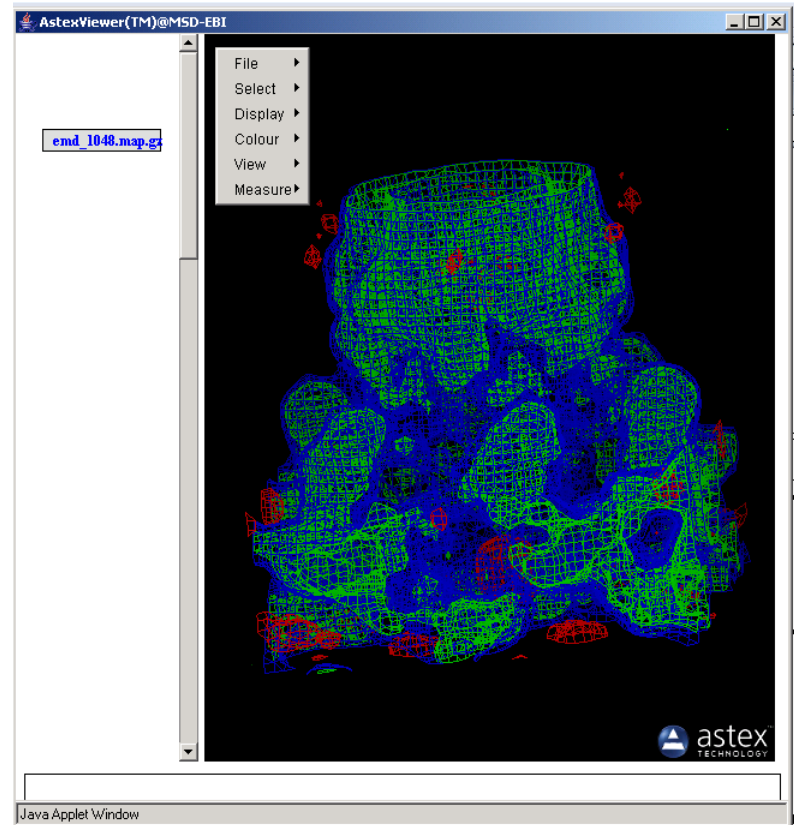 AstexViewer(TM)@MSD-EBI
emd_1048.map.gz
File
Select
Display
Colour
View
Measure
astex
TECHNOLOGY
Java Applet Window